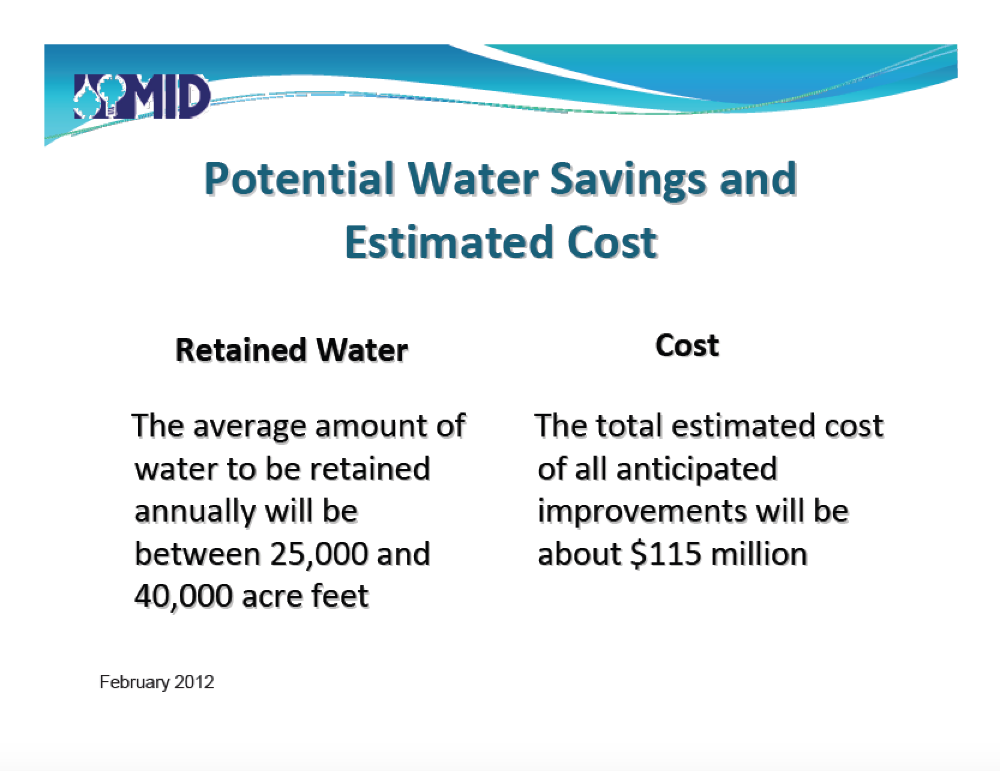 MID
Potential Water Savings and
Estimated Cost
Retained Water
The average amount of
water to be retained
annually will be
between 25,000 and
40,000 acre feet
Cost
The total estimated cost
of all anticipated
improvements will be
about $115 million
February 2012